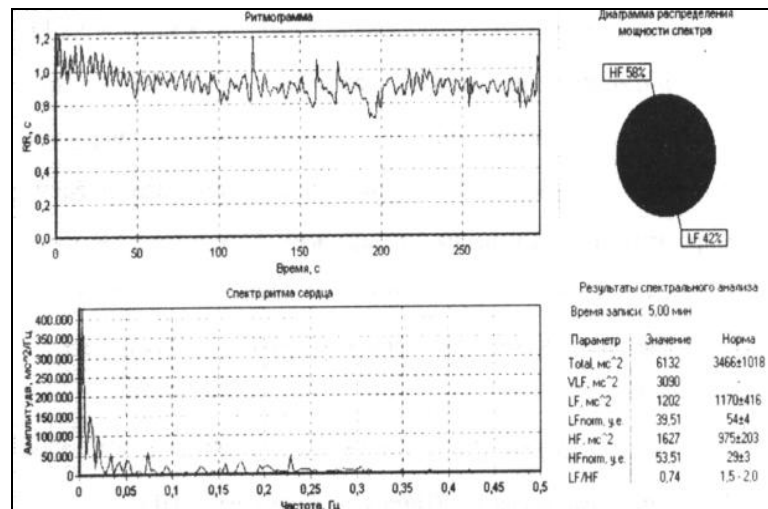 Ритмограмма
1,2
1,0
0,8
0,6
0,4
0,2
0,0
RR, с
0 50 100 150 200 250
Время, с
Диаграмма распределения
мощности спектра
HF 58%
LF 42%
Спектр ритма сердца
400.000
350.000
300.000
250.000
200.000
150.000
100.000
50.000
0
Амплитуда, мс^2/Гц
0 0,05 0,1 0,15 0,2 0,25 0,3 0,35 0,4 0,45 0,5
Частота, Гц
Результаты спектрального анализа
Время записи: 5,00 мин
Параметр Значение Норма
Total, мс^2 6132 3466±1018
VLF, мс^2 3090 -
LF, мс^2 1202 1170±416
LFnorm, у.е. 39,51 54±4
HF, мс^2 1627 975±203
HFnorm, у.е. 53,51 29±3
LF/HF 0,74 1,5 - 2,0